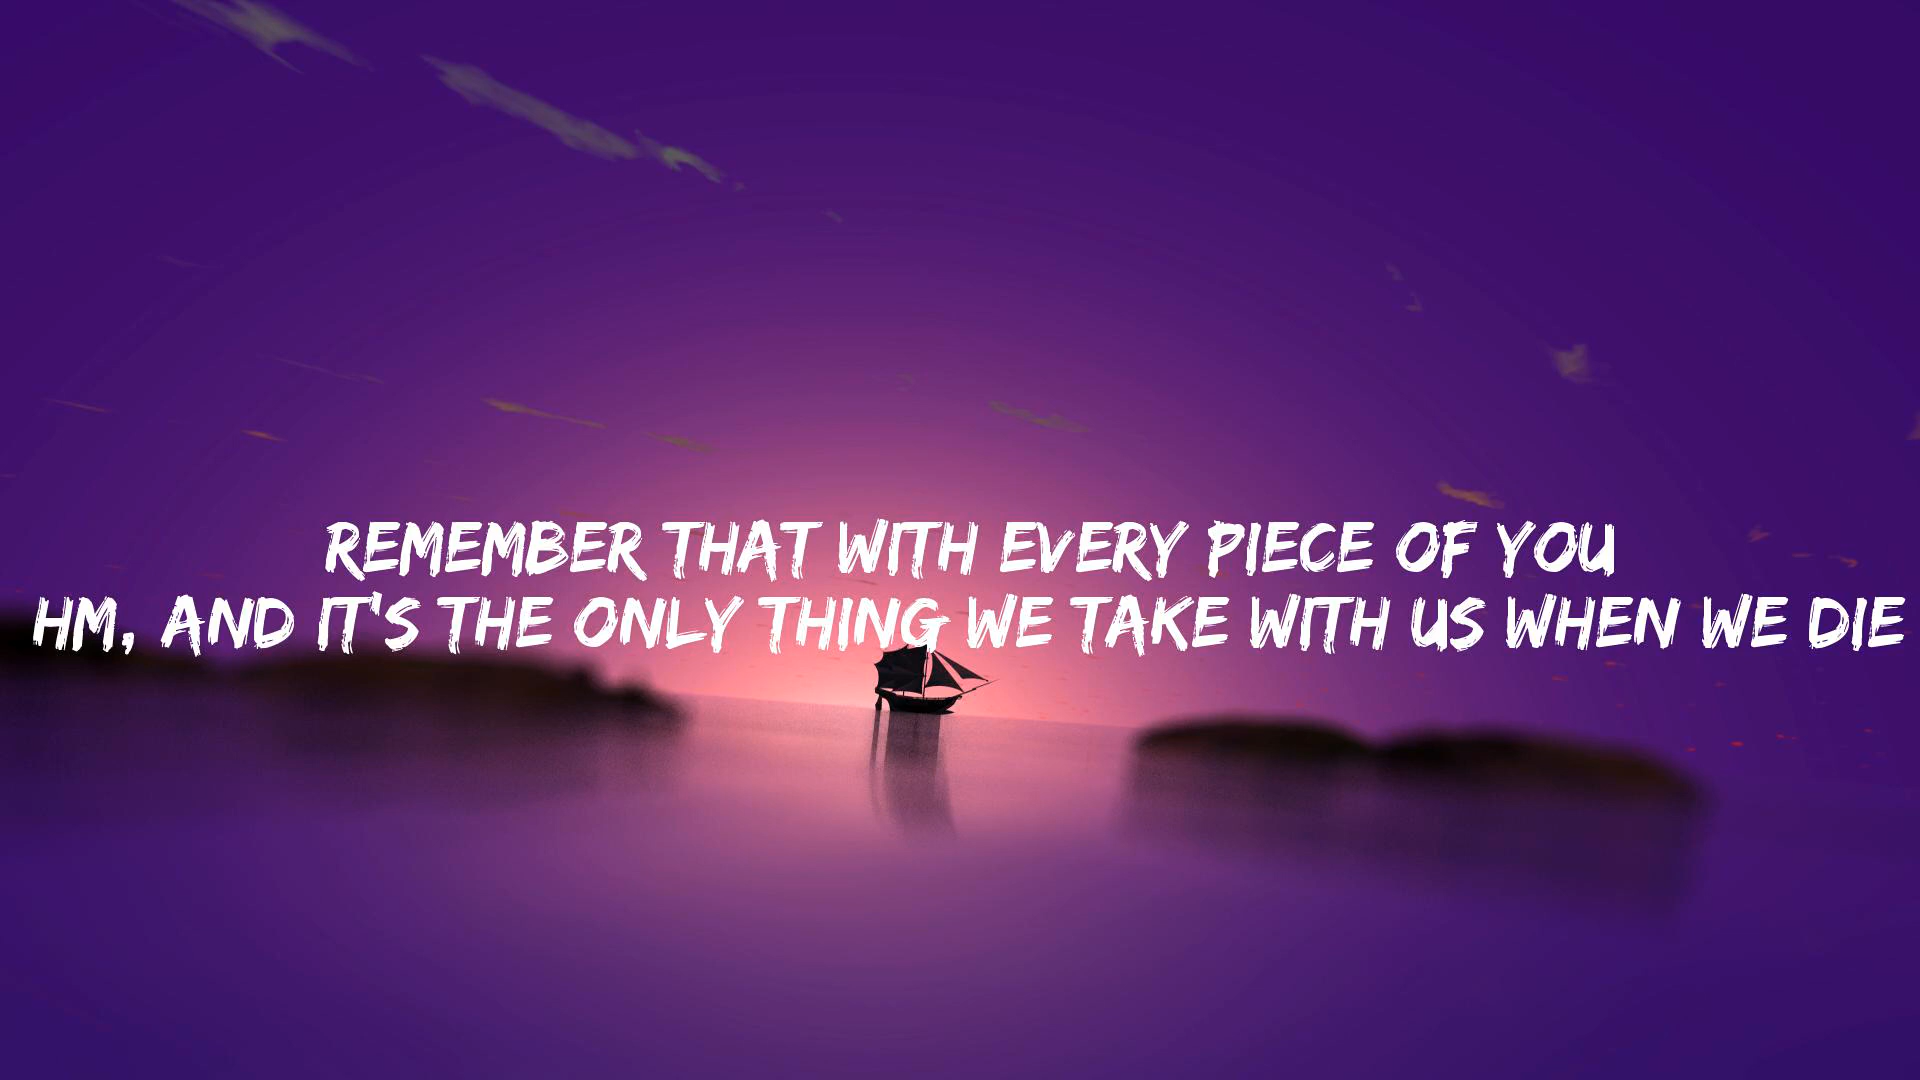 REMEMBER THAT WITH EVERY PIECE OF YOU
HM, AND IT'S THE ONLY THING WE TAKE WITH US WHEN WE DIE